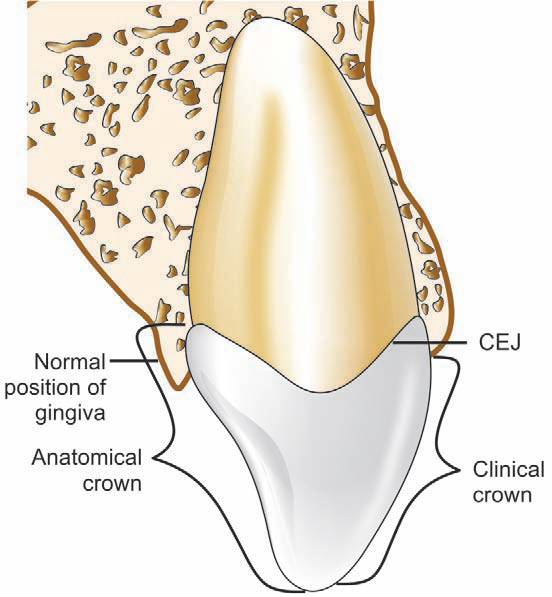 CEJ
Normal
position of
gingiva
Anatomical
crown
Clinical
crown